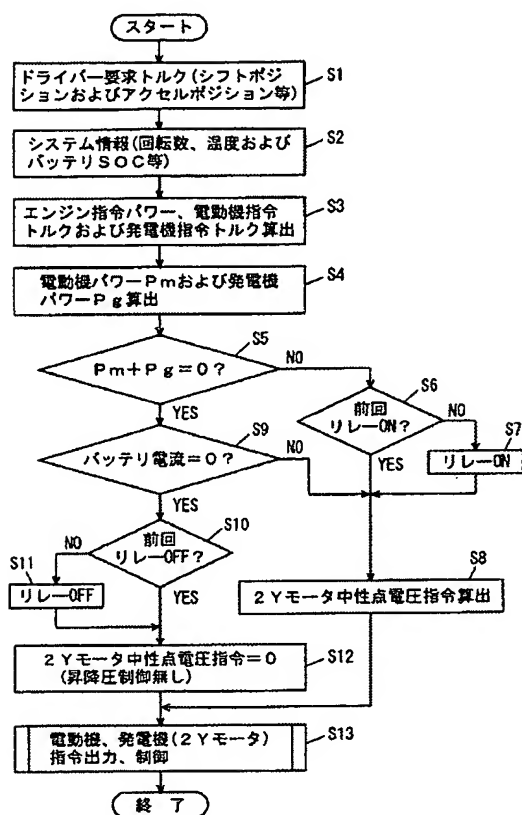 スタート
S1
ドライバー要求トルク(シフトポジ
ションおよびアクセルポジション等)
S2
システム情報(回転数、温度および
バッテリSOC等)
S3
エンジン指令パワー、電動機指令
トルクおよび発電機指令トルク算出
S4
電動機パワーPmおよび発電機
パワーPg算出
S5
Pm+Pg=0?
NO
YES
S6
前回
リレーON?
NO
YES
S7
リレーON
S9
バッテリ電流=0?
NO
YES
S10
前回
リレーOFF?
NO
YES
S11
リレーOFF
S8
2Yモータ中性点電圧指令算出
2Yモータ中性点電圧指令=0
(昇降圧制御無し)
S12
電動機、発電機(2Yモータ)
指令出力、制御
S13
終了